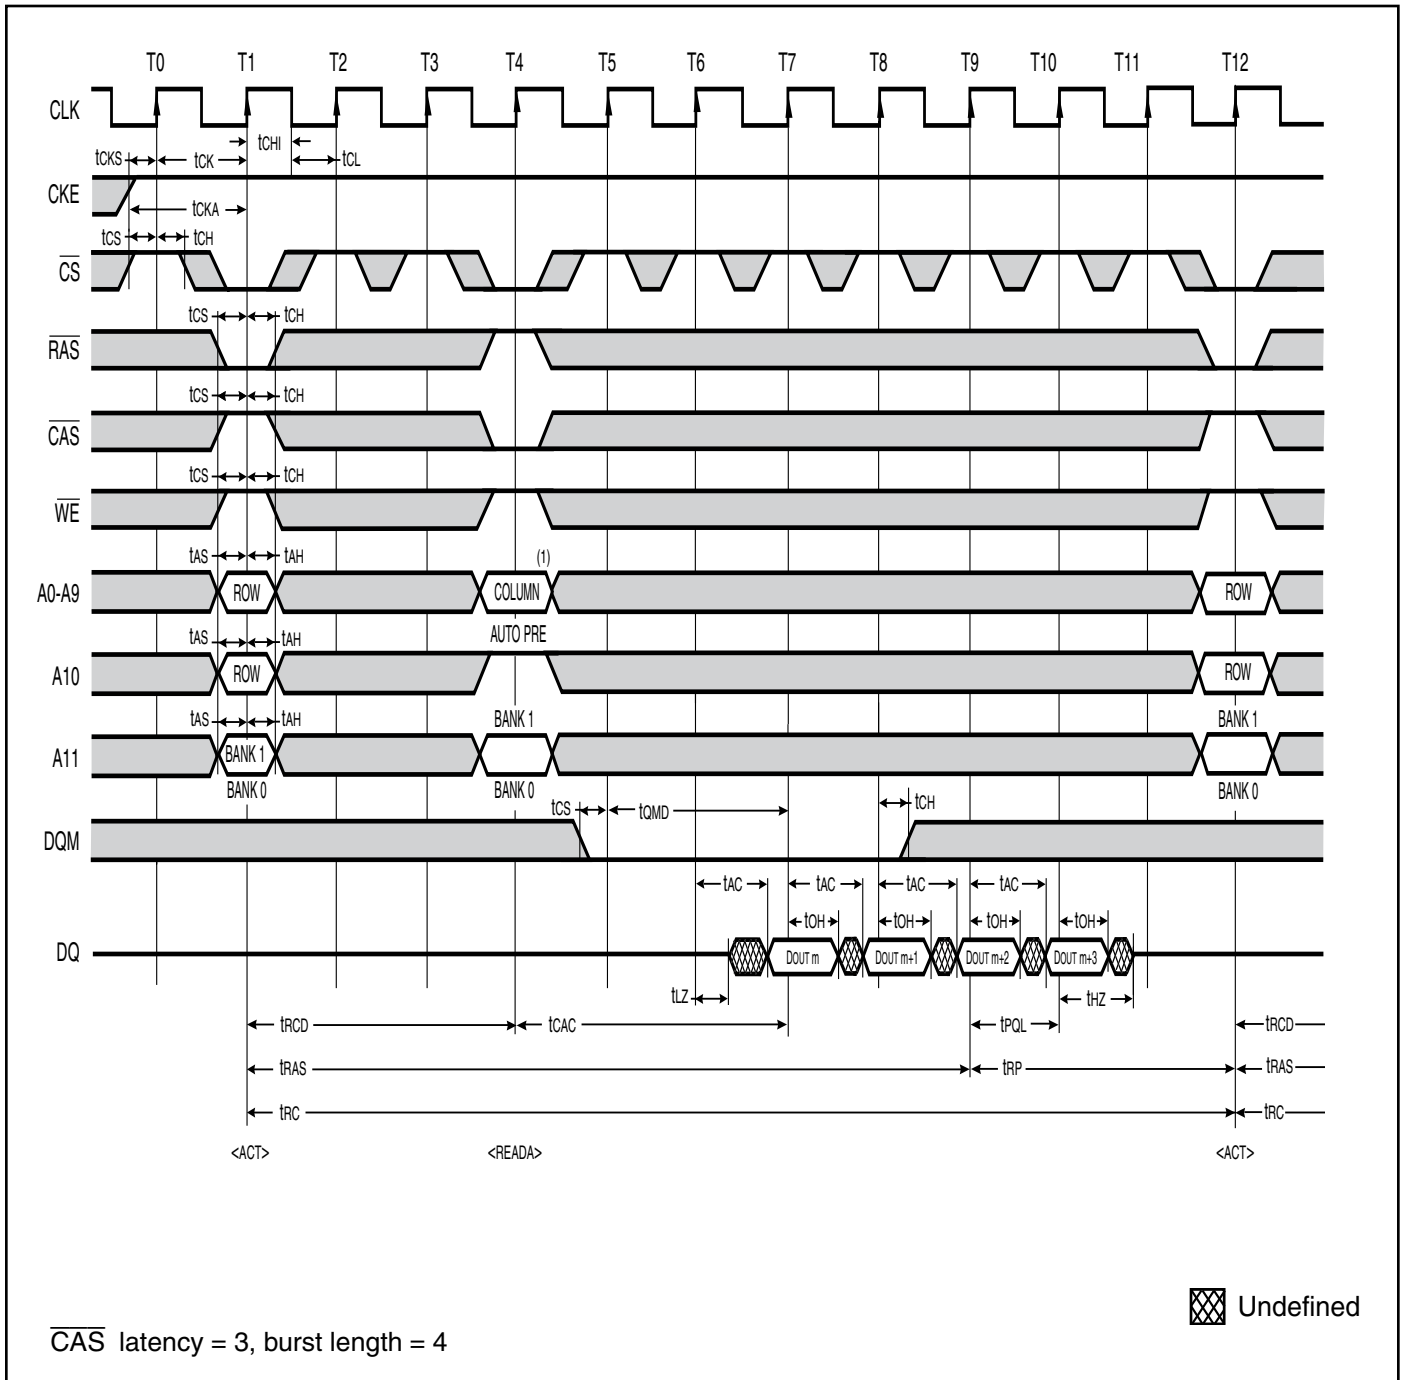 T0 T1 T2 T3 T4 T5 T6 T7 T8 T9 T10 T11 T12
CLK
tCHI
tCKS tCK tCL
CKE
tCKA
tCS tCH
CS
tCS tCH
RAS
tCS tCH
CAS
tCS tCH
WE
tAS tAH (1)
A0-A9 ROW COLUMN ROW
tAS tAH AUTO PRE
A10 ROW ROW
tAS tAH BANK 1 BANK 1
A11 BANK 1
BANK 0 BANK 0 BANK 0
tCS tQMD tCH
DQM
tAC tAC tAC tAC
tOH tOH tOH tOH
DQ DOUT m DOUT m+1 DOUT m+2 DOUT m+3
tLZ tHZ
tRCD tCAC tPQL tRCD
tRAS tRP tRAS
tRC tRC
<ACT> <READA> <ACT>
Undefined
CAS latency = 3, burst length = 4